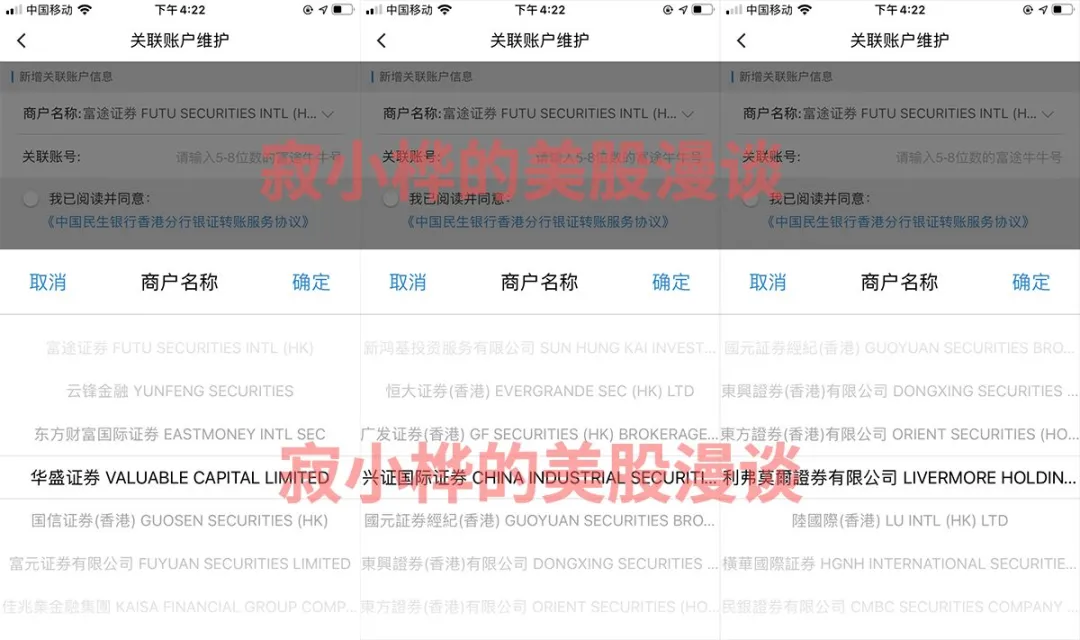 中国移动 下午4:22
关联账户维护
新增关联账户信息
商户名称:富途证券 FUTU SECURITIES INTL (H...
关联账号: 请输入5-8位数的富途牛牛号
我已阅读并同意:
《中国民生银行香港分行银证转账服务协议》
取消 商户名称 确定
富途证券 FUTU SECURITIES INTL (HK)
云锋金融 YUNFENG SECURITIES
东方财富国际证券 EASTMONEY INTL SEC
华盛证券 VALUABLE CAPITAL LIMITED
国信证券(香港) GUOSEN SECURITIES (HK)
富元证券有限公司 FUYUAN SECURITIES LIMITED
佳兆業金融集團 KAISA FINANCIAL GROUP COMP...
中国移动 下午4:22
关联账户维护
新增关联账户信息
商户名称:富途证券 FUTU SECURITIES INTL (H...
关联账号: 请输入5-8位数的富途牛牛号
我已阅读并同意:
《中国民生银行香港分行银证转账服务协议》
取消 商户名称 确定
新鸿基投资服务有限公司 SUN HUNG KAI INVEST...
恒大证券(香港) EVERGRANDE SEC (HK) LTD
广发证券(香港) GF SECURITIES (HK) BROKERAGE...
兴证国际证券 CHINA INDUSTRIAL SECURITI...
國元証券經紀(香港) GUOYUAN SECURITIES BRO...
東興證券(香港)有限公司 DONGXING SECURITIES ...
東方證券(香港)有限公司 ORIENT SECURITIES (HO...
中国移动 下午4:22
关联账户维护
新增关联账户信息
商户名称:富途证券 FUTU SECURITIES INTL (H...
关联账号: 请输入5-8位数的富途牛牛号
我已阅读并同意:
《中国民生银行香港分行银证转账服务协议》
取消 商户名称 确定
國元証券經紀(香港) GUOYUAN SECURITIES BRO...
東興證券(香港)有限公司 DONGXING SECURITIES ...
東方證券(香港)有限公司 ORIENT SECURITIES (HO...
利弗莫爾證券有限公司 LIVERMORE HOLDIN...
陸國際(香港) LU INTL (HK) LTD
橫華國際証券 HGNH INTERNATIONAL SECURITIE...
民銀證券有限公司 CMBC SECURITIES COMPANY ...
寂小桦的美股漫谈
寂小桦的美股漫谈